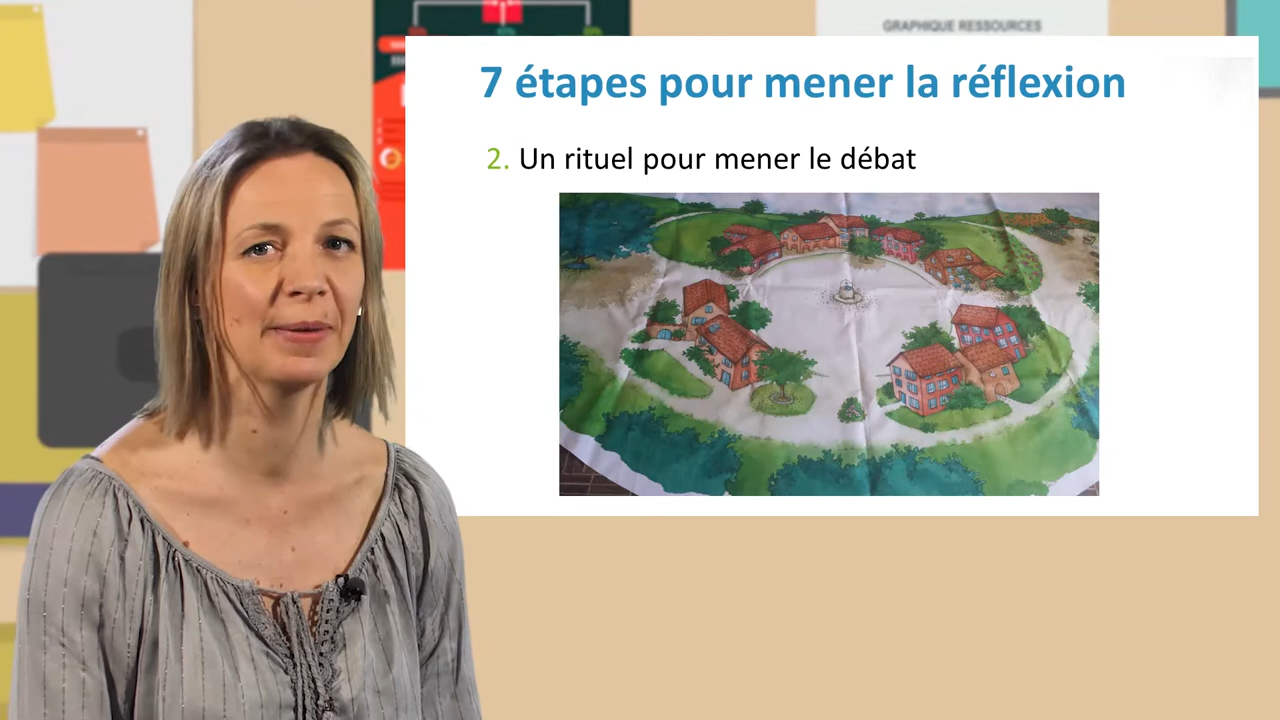 GRAPHIQUE RESSOURCES
7 étapes pour mener la réflexion
2. Un rituel pour mener le débat